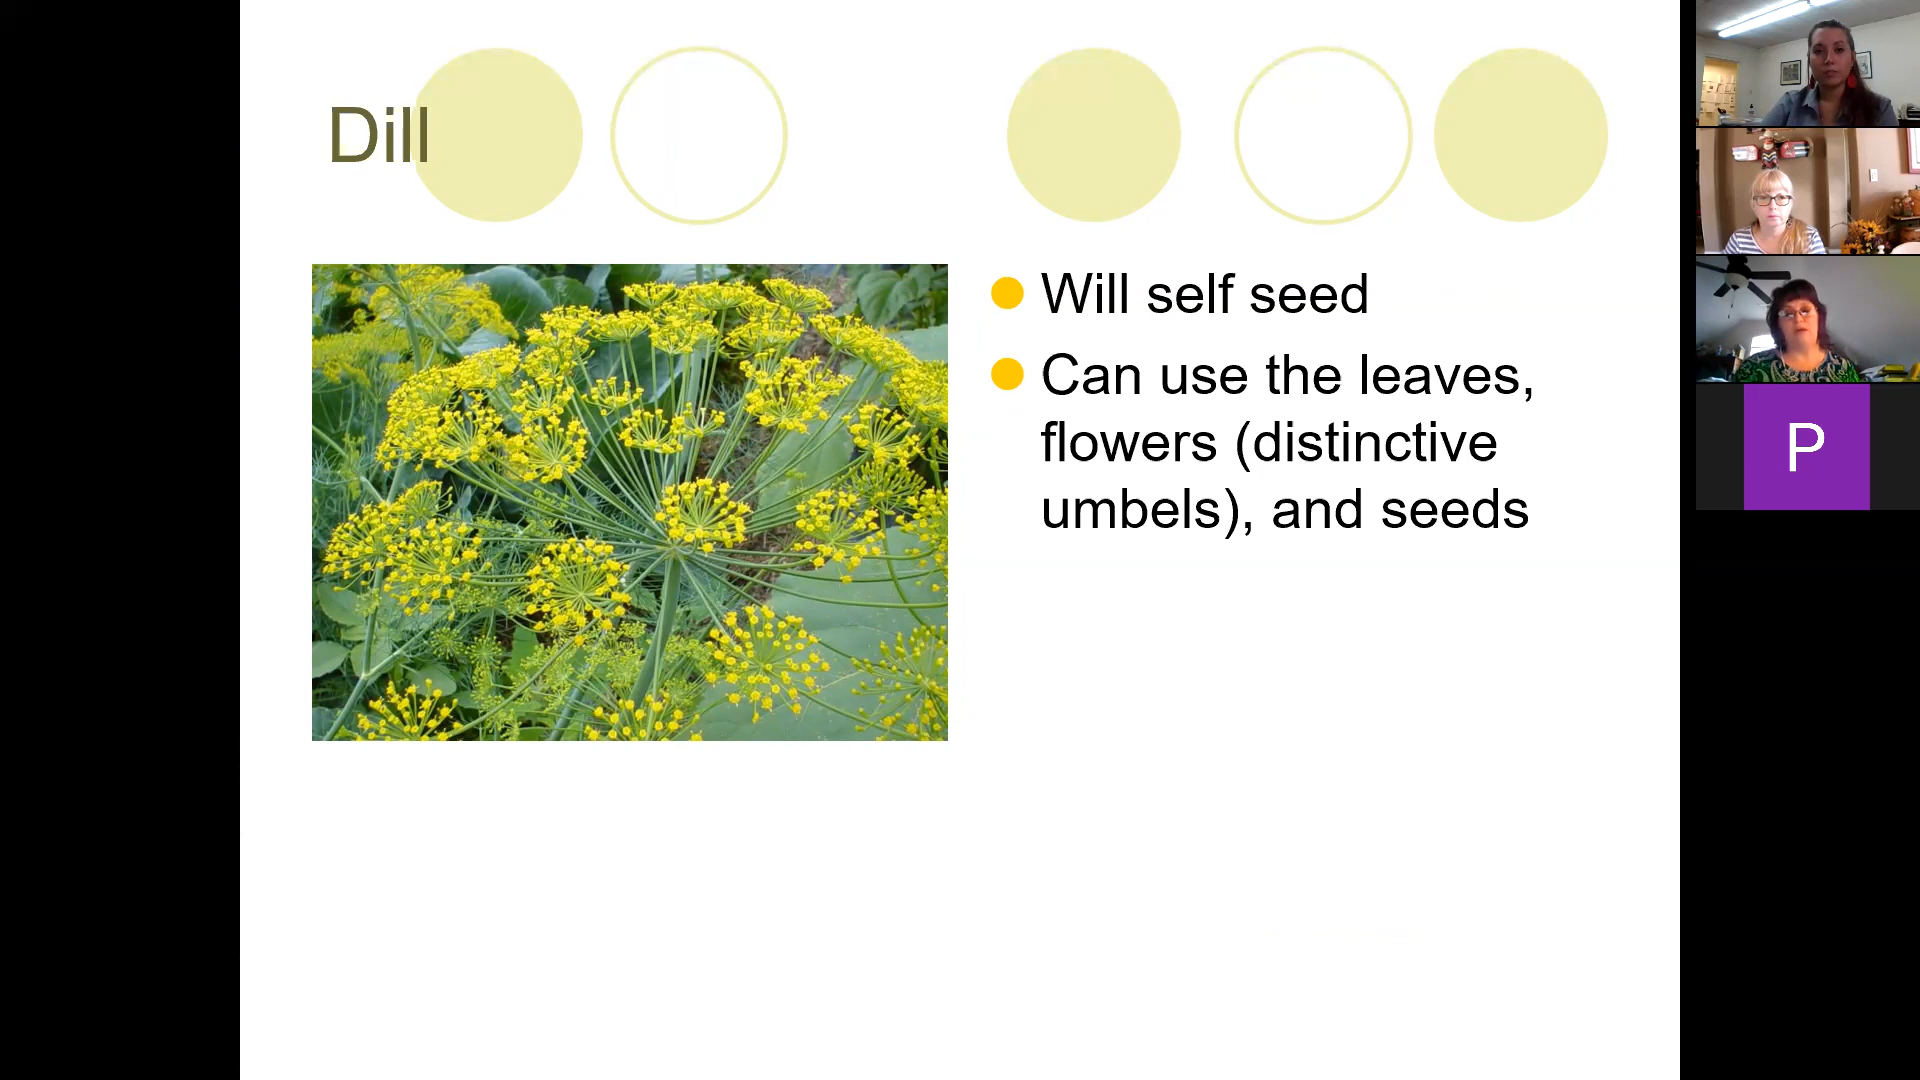 Dill
Will self seed
Can use the leaves,
flowers (distinctive
umbels), and seeds
P